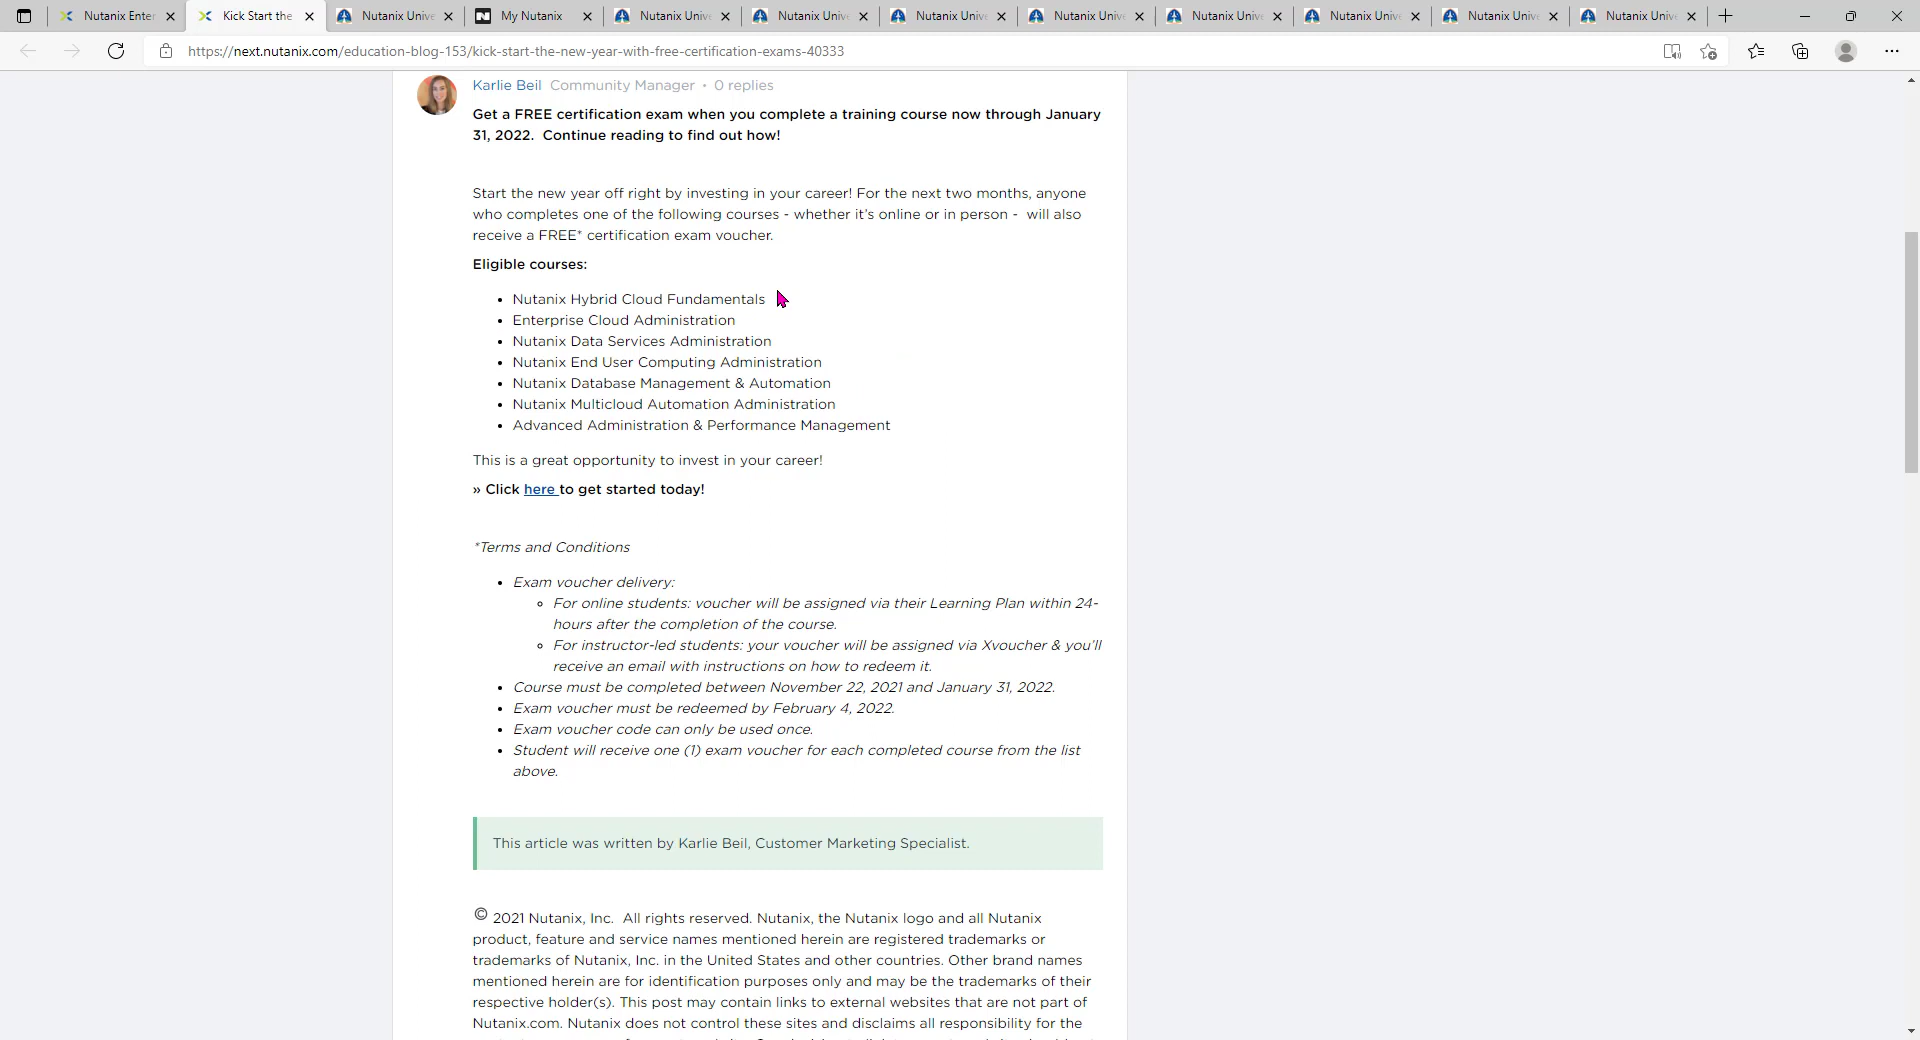 Nutanix Enter
Kick Start the
Nutanix Unive
My Nutanix
Nutanix Unive
Nutanix Unive
Nutanix Unive
Nutanix Unive
Nutanix Unive
Nutanix Unive
Nutanix Unive
Nutanix Unive
https://next.nutanix.com/education-blog-153/kick-start-the-new-year-with-free-certification-exams-40333
Karlie Beil Community Manager • 0 replies
Get a FREE certification exam when you complete a training course now through January
31, 2022.  Continue reading to find out how!
Start the new year off right by investing in your career! For the next two months, anyone
who completes one of the following courses - whether it’s online or in person -  will also
receive a FREE* certification exam voucher.
Eligible courses:
• Nutanix Hybrid Cloud Fundamentals
• Enterprise Cloud Administration
• Nutanix Data Services Administration
• Nutanix End User Computing Administration
• Nutanix Database Management & Automation
• Nutanix Multicloud Automation Administration
• Advanced Administration & Performance Management
This is a great opportunity to invest in your career!
» Click here to get started today!
*Terms and Conditions
• Exam voucher delivery:
◦ For online students: voucher will be assigned via their Learning Plan within 24-
hours after the completion of the course.
◦ For instructor-led students: your voucher will be assigned via Xvoucher & you’ll
receive an email with instructions on how to redeem it.
• Course must be completed between November 22, 2021 and January 31, 2022.
• Exam voucher must be redeemed by February 4, 2022.
• Exam voucher code can only be used once.
• Student will receive one (1) exam voucher for each completed course from the list
above.
This article was written by Karlie Beil, Customer Marketing Specialist.
© 2021 Nutanix, Inc.  All rights reserved. Nutanix, the Nutanix logo and all Nutanix
product, feature and service names mentioned herein are registered trademarks or
trademarks of Nutanix, Inc. in the United States and other countries. Other brand names
mentioned herein are for identification purposes only and may be the trademarks of their
respective holder(s). This post may contain links to external websites that are not part of
Nutanix.com. Nutanix does not control these sites and disclaims all responsibility for the